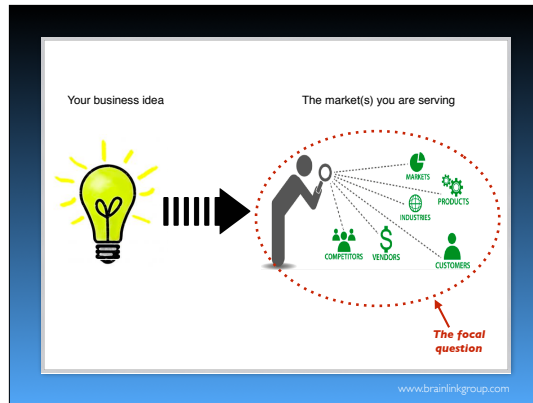 Your business idea
The market(s) you are serving
MARKETS
PRODUCTS
INDUSTRIES
COMPETITORS
VENDORS
CUSTOMERS
The focal
question
www.brainlinkgroup.com